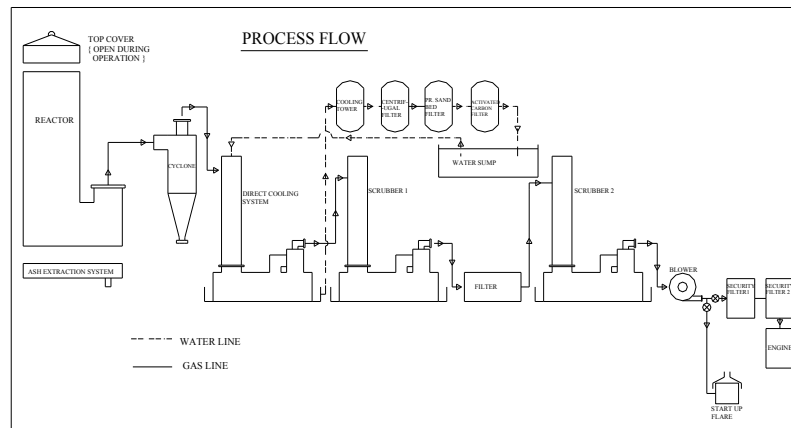 PROCESS FLOW
TOP COVER
{ OPEN DURING
OPERATION }
REACTOR
CYCLONE
COOLING
TOWER
CENTRIF-
UGAL
FILTER
PR. SAND
BED
FILTER
ACTIVATED
CARBON
FILTER
WATER SUMP
DIRECT COOLING
SYSTEM
SCRUBBER 1
SCRUBBER 2
ASH EXTRACTION SYSTEM
FILTER
BLOWER
SECURITY
FILTER1
SECURITY
FILTER 2
ENGINE
WATER LINE
GAS LINE
START UP
FLARE